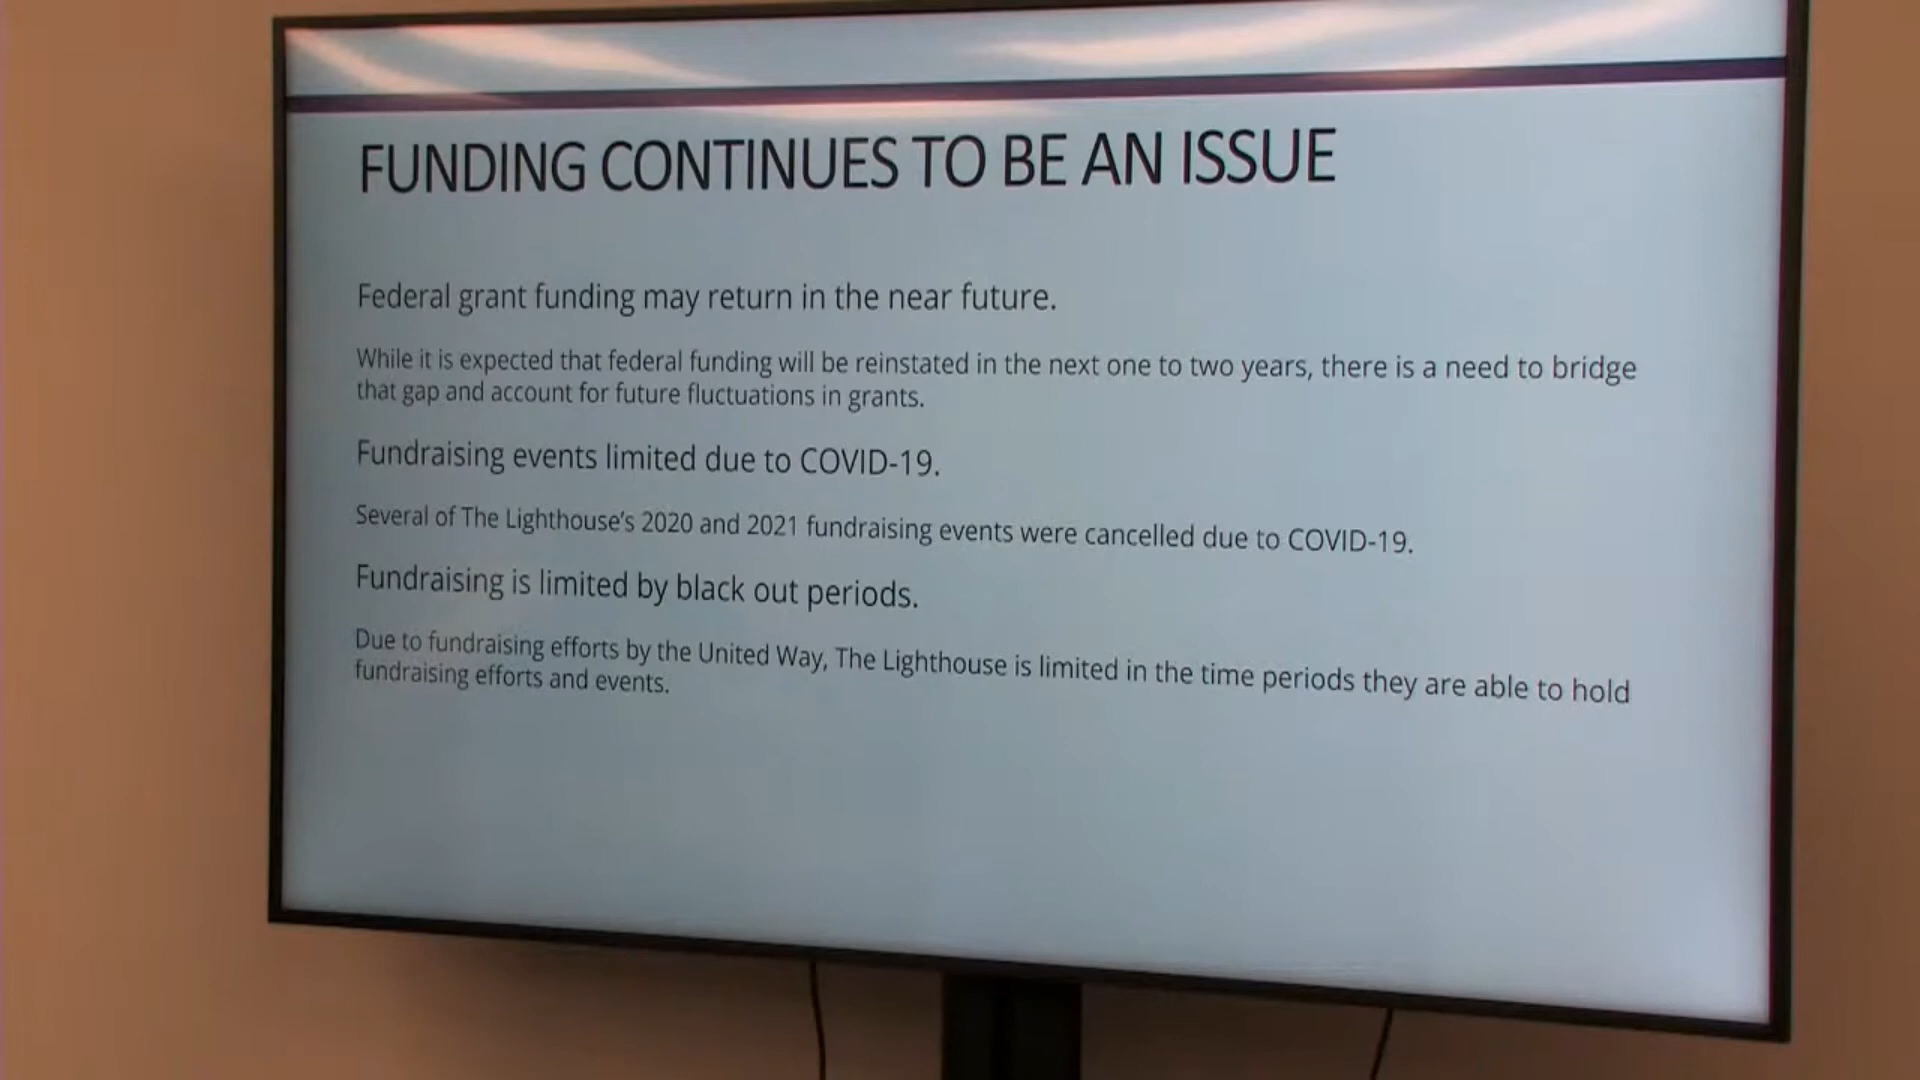 FUNDING CONTINUES TO BE AN ISSUE
Federal grant funding may return in the near future.
While it is expected that federal funding will be reinstated in the next one to two years, there is a need to bridge
that gap and account for future fluctuations in grants.
Fundraising events limited due to COVID-19.
Several of The Lighthouse's 2020 and 2021 fundraising events were cancelled due to COVID-19.
Fundraising is limited by black out periods.
Due to fundraising efforts by the United Way, The Lighthouse is limited in the time periods they are able to hold
fundraising efforts and events.